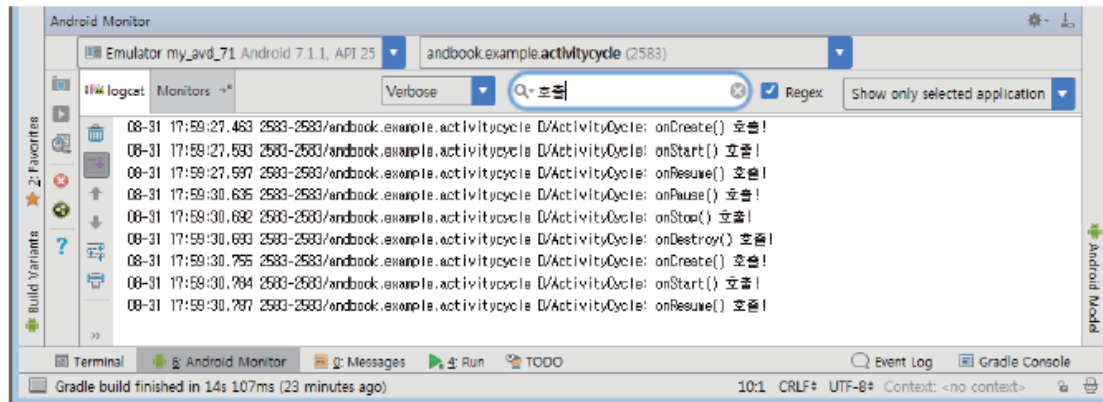 Android Monitor
Emulator my_avd_71 Android 7.1.1, API 25
andbook.example.activitycycle (2583)
logcat
Monitors
Verbose
호출
Regex
Show only selected application
08-31 17:59:27.463 2583-2583/andbook.example.activitycycle D/ActivityCycle: onCreate() 호출!
08-31 17:59:27.593 2583-2583/andbook.example.activitycycle D/ActivityCycle: onStart() 호출!
08-31 17:59:27.597 2583-2583/andbook.example.activitycycle D/ActivityCycle: onResume() 호출!
08-31 17:59:30.635 2583-2583/andbook.example.activitycycle D/ActivityCycle: onPause() 호출!
08-31 17:59:30.692 2583-2583/andbook.example.activitycycle D/ActivityCycle: onStop() 호출!
08-31 17:59:30.693 2583-2583/andbook.example.activitycycle D/ActivityCycle: onDestroy() 호출!
08-31 17:59:30.755 2583-2583/andbook.example.activitycycle D/ActivityCycle: onCreate() 호출!
08-31 17:59:30.784 2583-2583/andbook.example.activitycycle D/ActivityCycle: onStart() 호출!
08-31 17:59:30.787 2583-2583/andbook.example.activitycycle D/ActivityCycle: onResume() 호출!
2: Favorites
Build Variants
Android Model
Terminal
6: Android Monitor
0: Messages
4: Run
TODO
Event Log
Gradle Console
Gradle build finished in 14s 107ms (23 minutes ago)
10:1 CRLF UTF-8 Context: <no context>